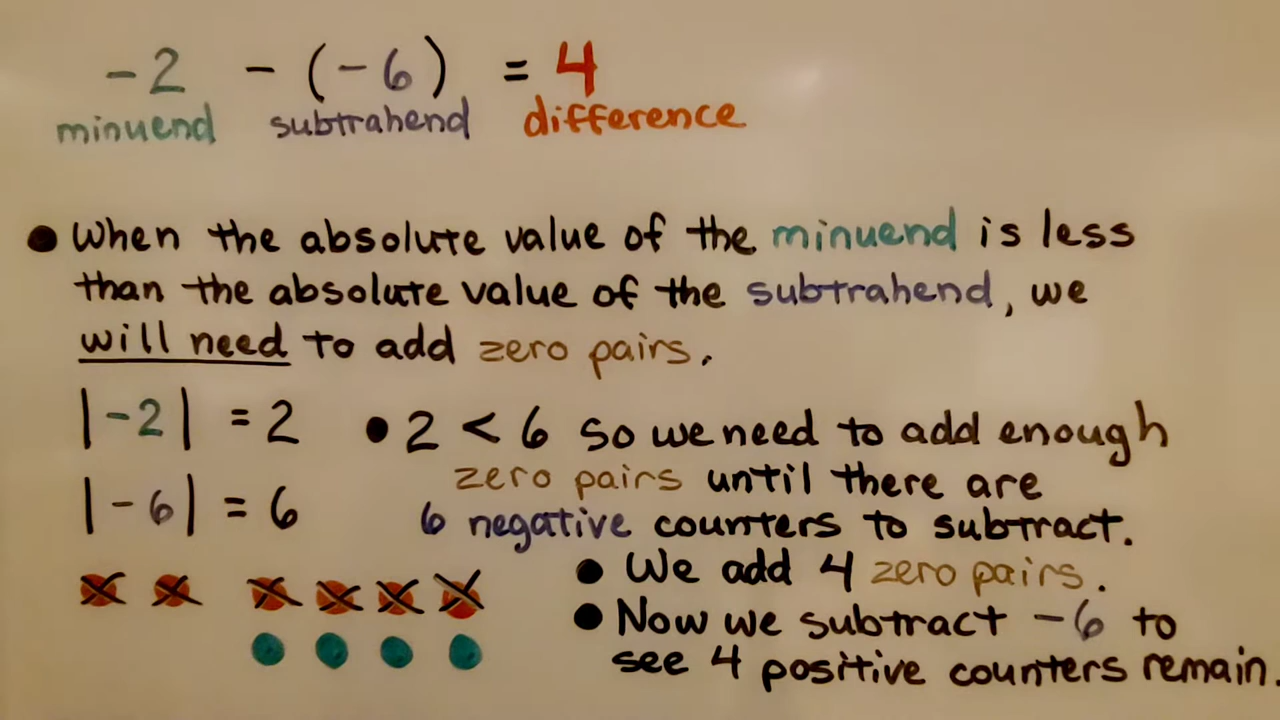 -2 - (-6) = 4
minuend subtrahend difference
• When the absolute value of the minuend is less
than the absolute value of the subtrahend, we
will need to add zero pairs.
|-2| = 2 • 2 < 6 so we need to add enough
zero pairs until there are
|-6| = 6 6 negative counters to subtract.
• We add 4 zero pairs.
• Now we subtract -6 to
see 4 positive counters remain.